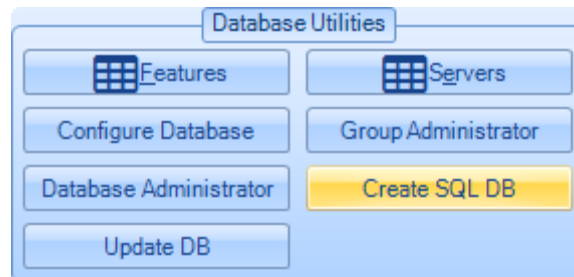 Database Utilities
Features
Servers
Configure Database
Group Administrator
Database Administrator
Create SQL DB
Update DB